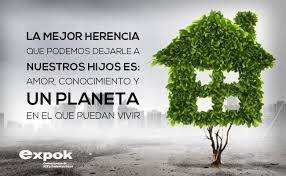 LA MEJOR HERENCIA
QUE PODEMOS DEJARLE A
NUESTROS HIJOS ES:
AMOR, CONOCIMIENTO Y
UN PLANETA
EN EL QUE PUEDAN VIVIR
expok